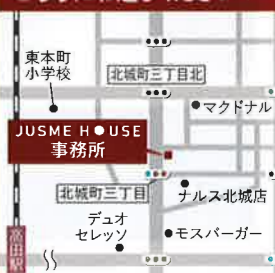 東本町
小学校
北城町三丁目北
マクドナル
JUSME H●USE
事務所
北城町三丁目
ナルス北城店
デュオ
セレッソ
モスバーガー
高田駅